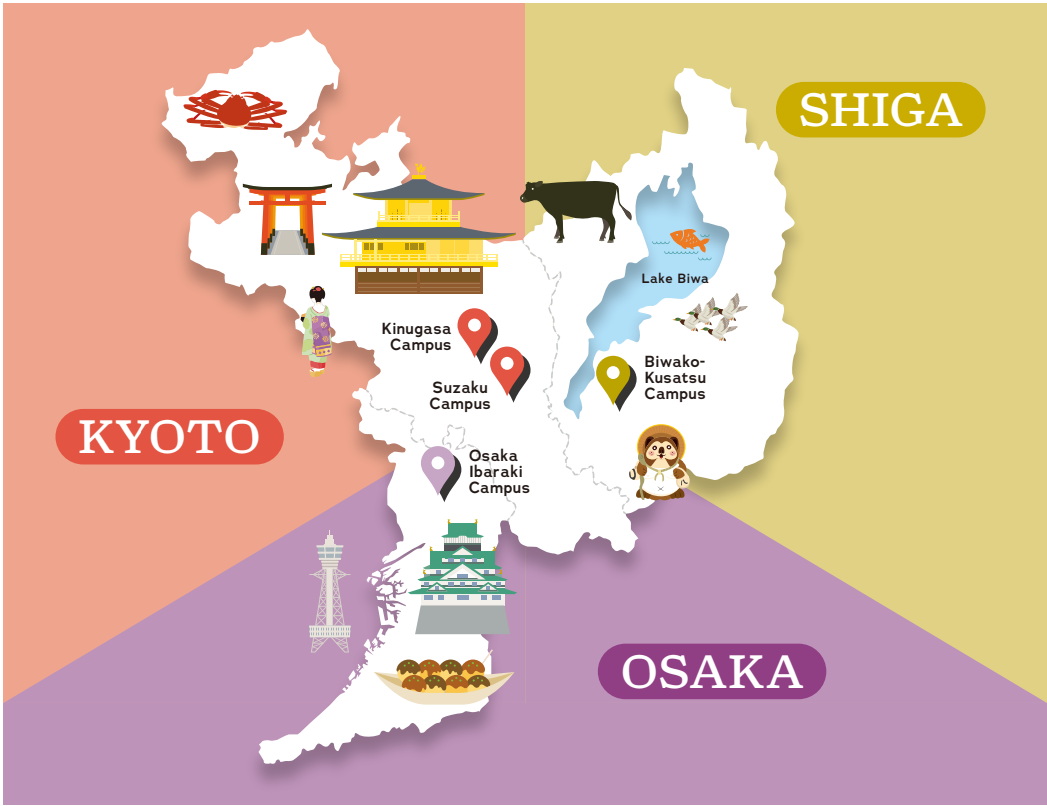 SHIGA
Lake Biwa
Kinugasa
Campus
Suzaku
Campus
Biwako-
Kusatsu
Campus
KYOTO
Osaka
Ibaraki
Campus
OSAKA